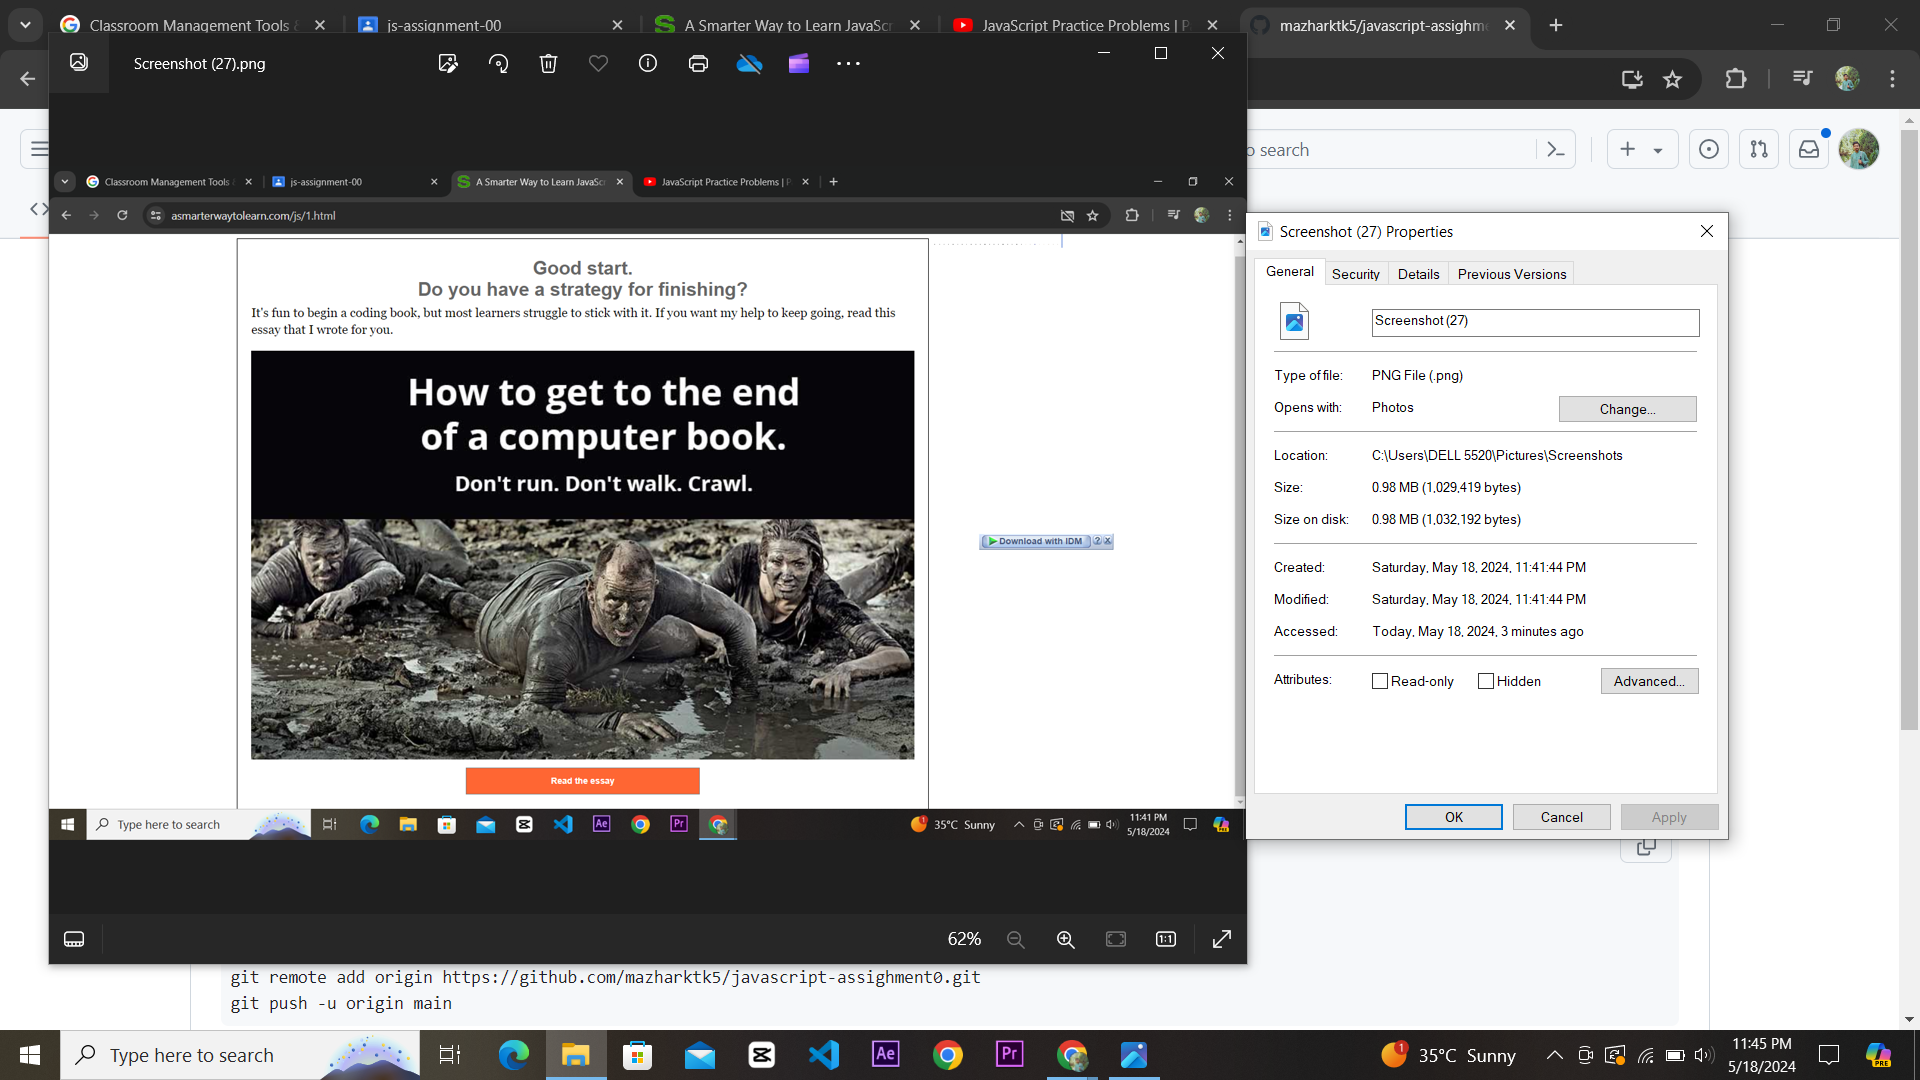 Classroom Management Tools &
js-assignment-00
A Smarter Way to Learn JavaScr
JavaScript Practice Problems | P
mazharktk5/javascript-assighme
Screenshot (27).png
o search
Classroom Management Tools &
js-assignment-00
A Smarter Way to Learn JavaScr
JavaScript Practice Problems | P
asmarterwaytolearn.com/js/1.html
Good start.
Do you have a strategy for finishing?
It's fun to begin a coding book, but most learners struggle to stick with it. If you want my help to keep going, read this
essay that I wrote for you.
How to get to the end
of a computer book.
Don't run. Don't walk. Crawl.
Download with IDM
Read the essay
Type here to search
Ae
Pr
35°C Sunny
11:41 PM
5/18/2024
62%
1:1
Screenshot (27) Properties
General
Security
Details
Previous Versions
Screenshot (27)
Type of file: PNG File (.png)
Opens with: Photos
Change...
Location: C:\Users\DELL 5520\Pictures\Screenshots
Size: 0.98 MB (1,029,419 bytes)
Size on disk: 0.98 MB (1,032,192 bytes)
Created: Saturday, May 18, 2024, 11:41:44 PM
Modified: Saturday, May 18, 2024, 11:41:44 PM
Accessed: Today, May 18, 2024, 3 minutes ago
Attributes: Read-only Hidden
Advanced...
OK
Cancel
Apply
git remote add origin https://github.com/mazharktk5/javascript-assighment0.git
git push -u origin main
Type here to search
Ae
Pr
1
35°C Sunny
11:45 PM
5/18/2024
PRE